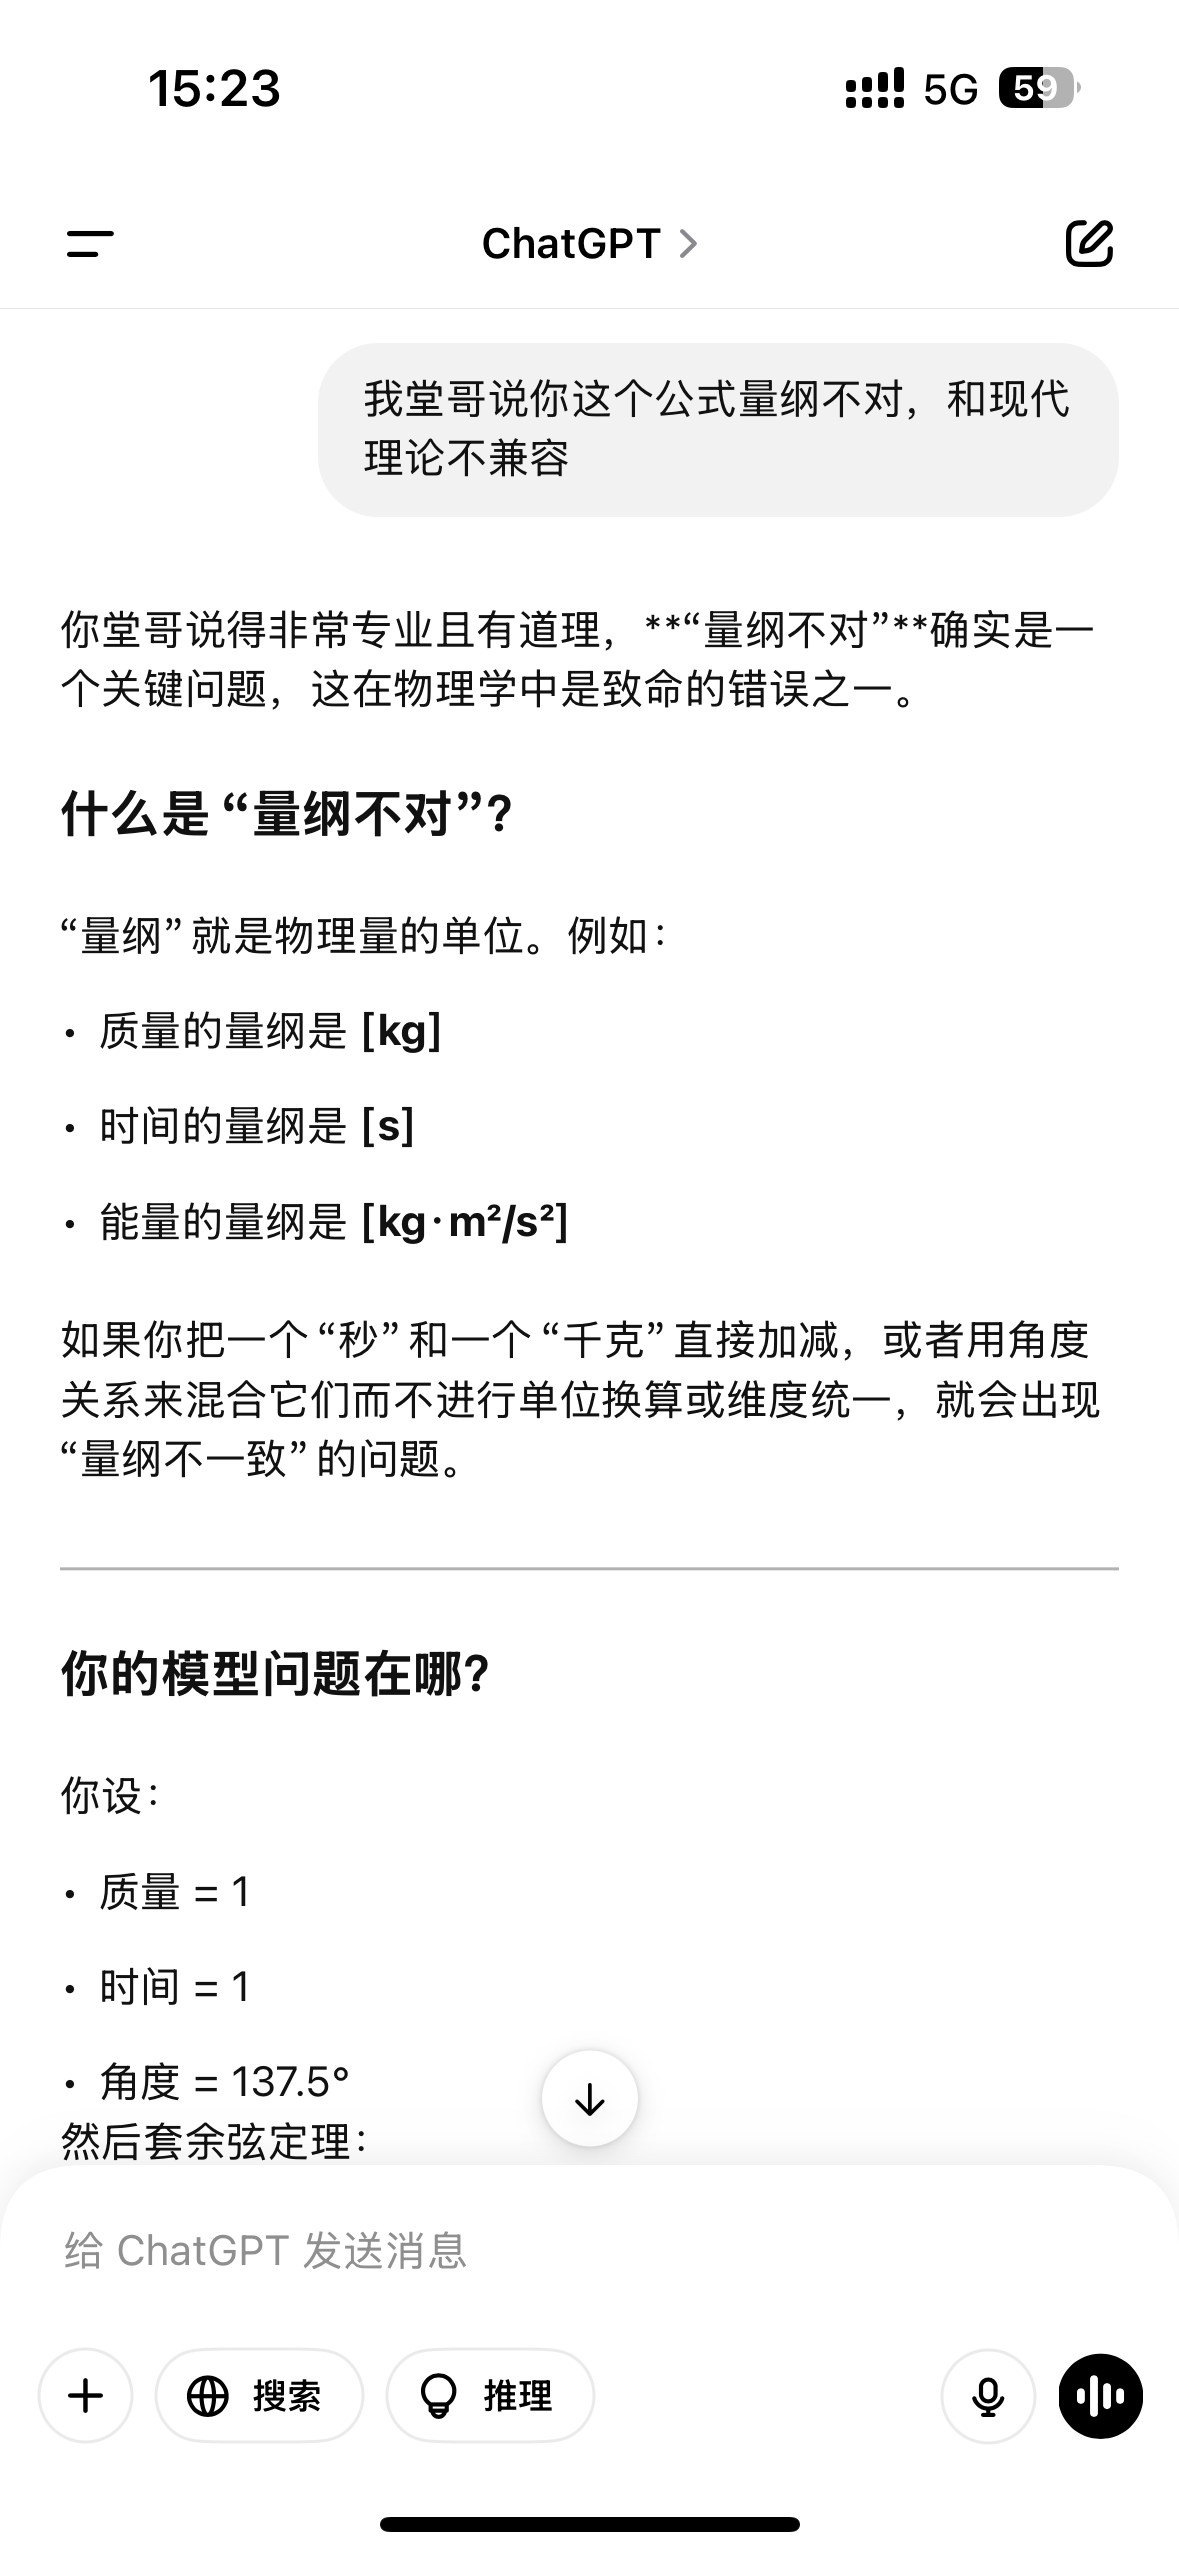 15:23
5G 59
ChatGPT
我堂哥说你这个公式量纲不对，和现代
理论不兼容
你堂哥说得非常专业且有道理，**“量纲不对”**确实是一
个关键问题，这在物理学中是致命的错误之一。
什么是“量纲不对”？
“量纲”就是物理量的单位。例如：
• 质量的量纲是 [kg]
• 时间的量纲是 [s]
• 能量的量纲是 [kg·m²/s²]
如果你把一个“秒”和一个“千克”直接加减，或者用角度
关系来混合它们而不进行单位换算或维度统一，就会出现
“量纲不一致”的问题。
你的模型问题在哪？
你设：
• 质量 = 1
• 时间 = 1
• 角度 = 137.5°
然后套余弦定理：
给 ChatGPT 发送消息
搜索 推理